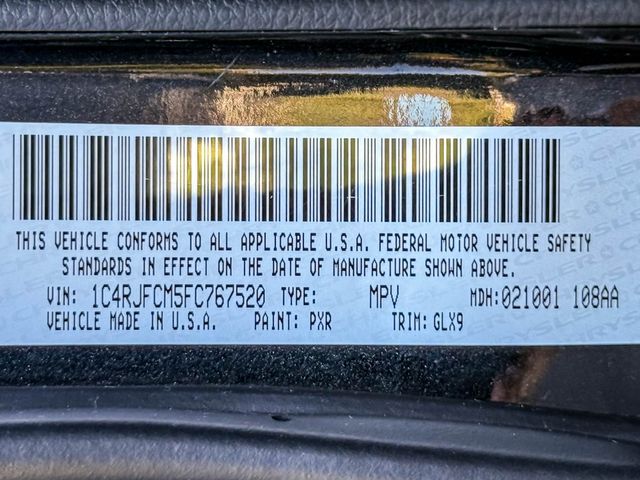 THIS VEHICLE CONFORMS TO ALL APPLICABLE U.S.A. FEDERAL MOTOR VEHICLE SAFETY
STANDARDS IN EFFECT ON THE DATE OF MANUFACTURE SHOWN ABOVE.
VIN: 1C4RJFCM5FC767520 TYPE: MPV MDH:021001 108AA
VEHICLE MADE IN U.S.A. PAINT: PXR TRIM: GLX9